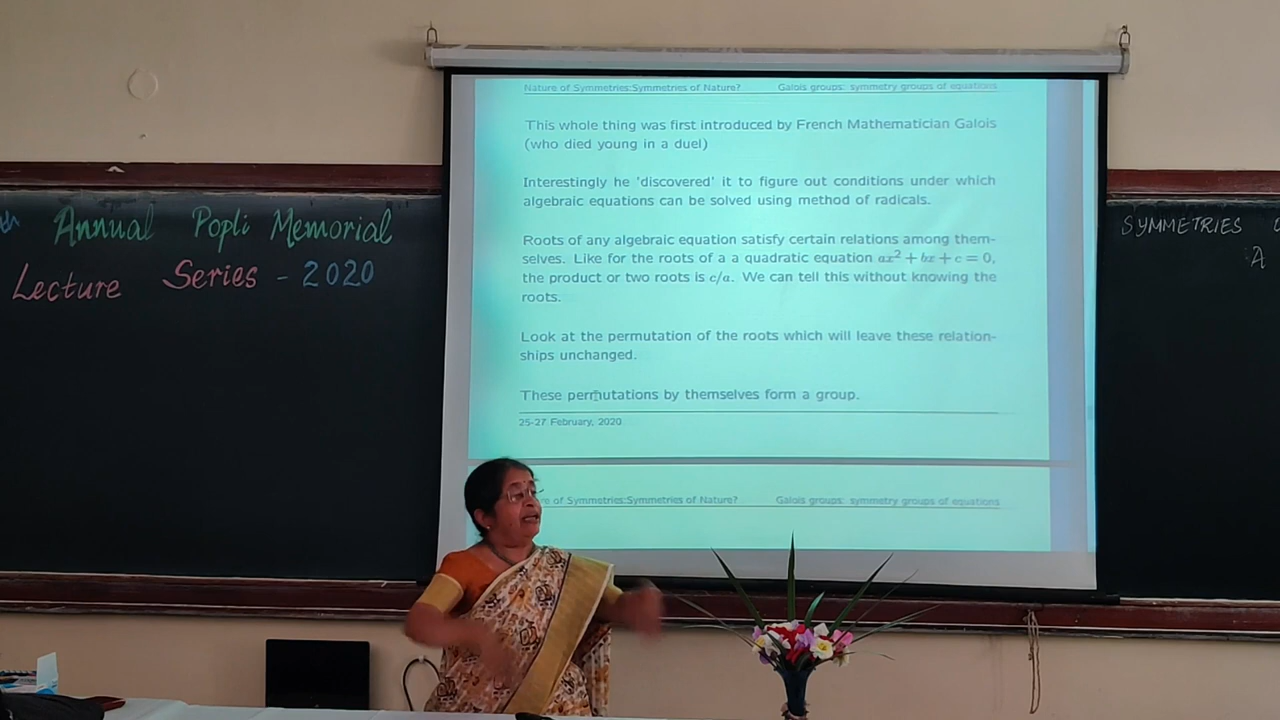 Annual Popli Memorial
Lecture Series - 2020
Nature of Symmetries:Symmetries of Nature? Galois groups: symmetry groups of equations
This whole thing was first introduced by French Mathematician Galois
(who died young in a duel)
Interestingly he 'discovered' it to figure out conditions under which
algebraic equations can be solved using method of radicals.
Roots of any algebraic equation satisfy certain relations among them-
selves. Like for the roots of a a quadratic equation ax² + bx + c = 0,
the product or two roots is c/a. We can tell this without knowing the
roots.
Look at the permutation of the roots which will leave these relation-
ships unchanged.
These permutations by themselves form a group.
25-27 February, 2020
of Symmetries:Symmetries of Nature? Galois groups: symmetry groups of equations
SYMMETRIES
A